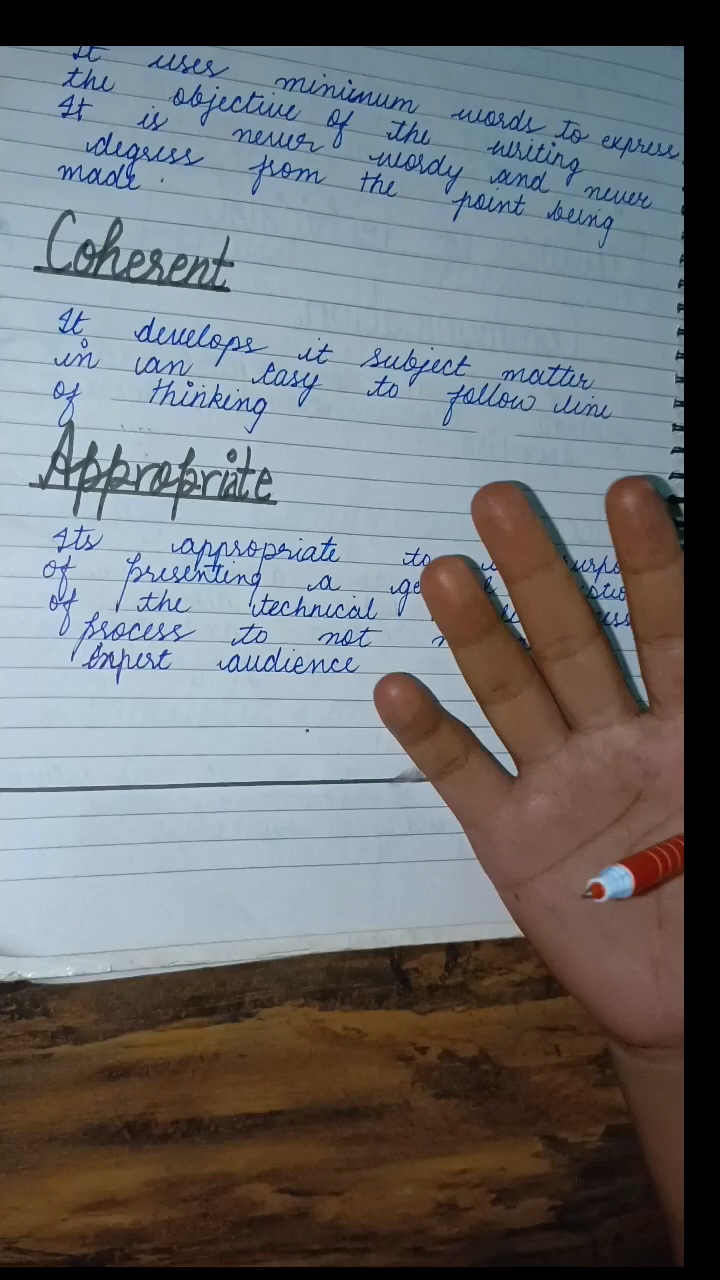 It uses minimum words to express
the objective of the writing
It is never wordy and never
degress from the point being
made.
Coherent
It develops it subject matter
in an easy to follow line
of thinking
Appropriate
Its appropriate to
of presenting a
of the technical
process to not
Expert audience